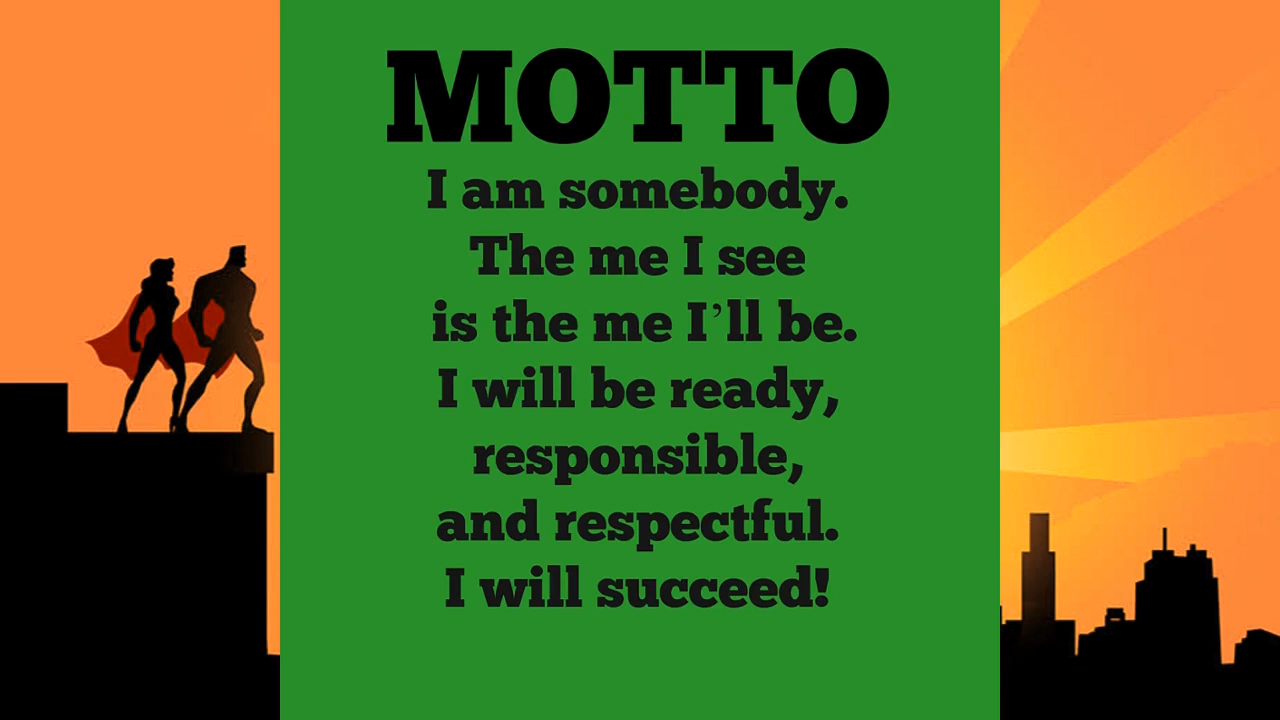 MOTTO
I am somebody.
The me I see
is the me I’ll be.
I will be ready,
responsible,
and respectful.
I will succeed!